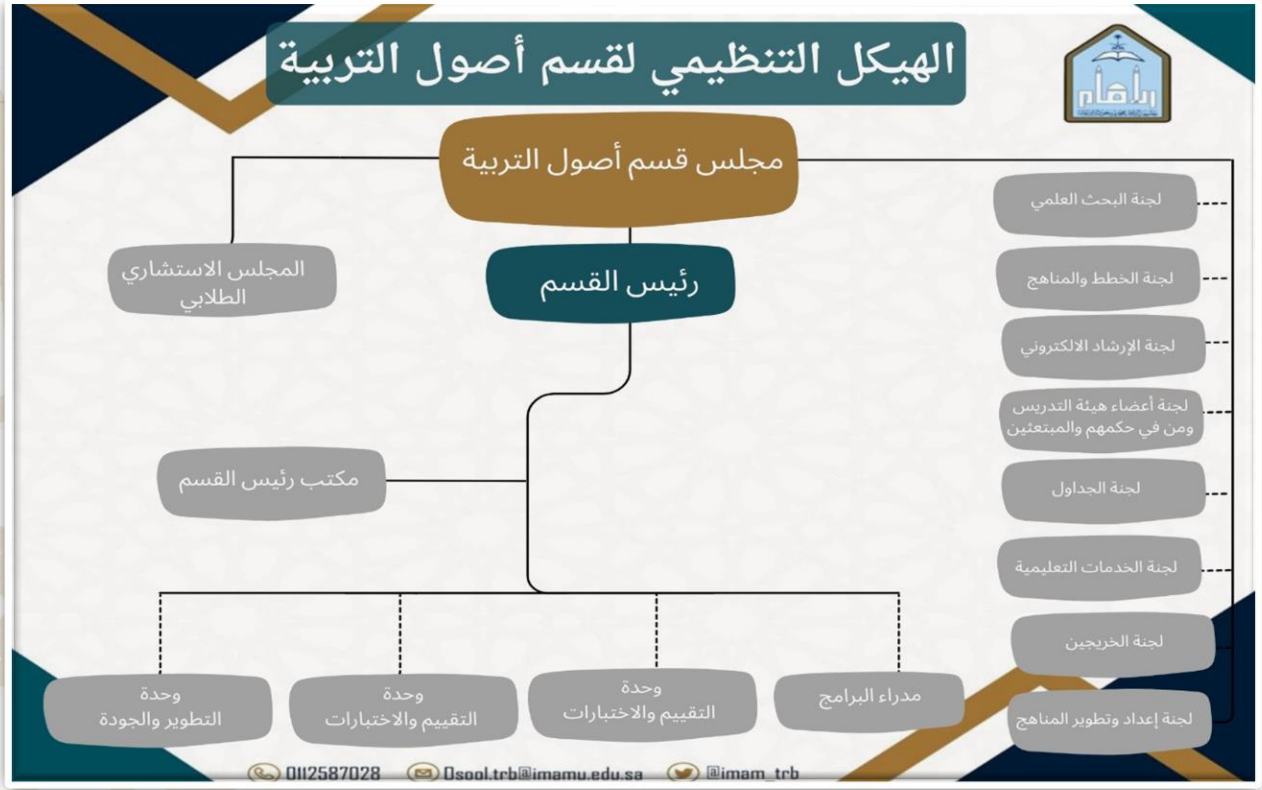 الهيكل التنظيمي لقسم أصول التربية
مجلس قسم أصول التربية
لجنة البحث العلمي
لجنة الخطط والمناهج
لجنة الإرشاد الالكتروني
لجنة أعضاء هيئة التدريس
ومن في حكمهم والمبتعثين
لجنة الجداول
لجنة الخدمات التعليمية
لجنة الخريجين
لجنة إعداد وتطوير المناهج
رئيس القسم
المجلس الاستشاري
الطلابي
مكتب رئيس القسم
مدراء البرامج
وحدة
التقييم والاختبارات
وحدة
التقييم والاختبارات
وحدة
التطوير والجودة
0112587028 Osool.trb@imamu.edu.sa @imam_trb